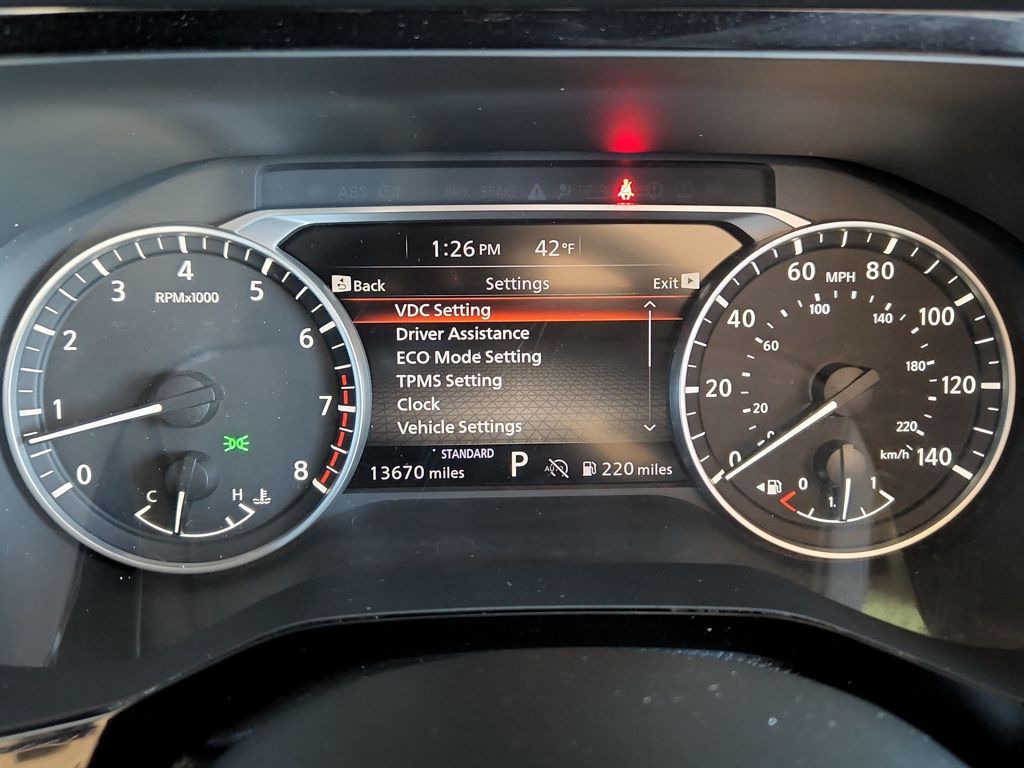 ABS PARK BRAKE
1:26 PM 42°F
Back Settings Exit
VDC Setting
Driver Assistance
ECO Mode Setting
TPMS Setting
Clock
Vehicle Settings
STANDARD
13670 miles P AUTO 220 miles
RPMx1000
0 1 2 3 4 5 6 7 8
C H
MPH
0 20 40 60 80 100 120 140
20 60 100 140 180 220
km/h
0 1